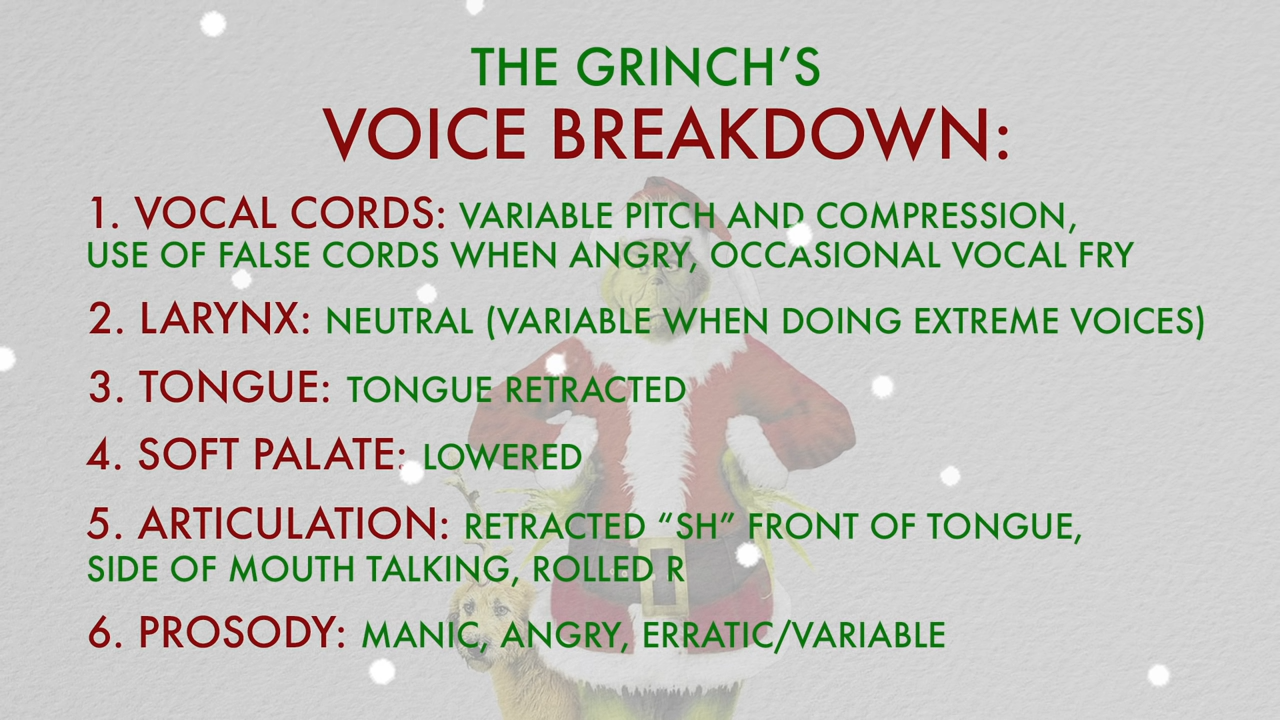 THE GRINCH'S
VOICE BREAKDOWN:
1. VOCAL CORDS: VARIABLE PITCH AND COMPRESSION,
USE OF FALSE CORDS WHEN ANGRY, OCCASIONAL VOCAL FRY
2. LARYNX: NEUTRAL (VARIABLE WHEN DOING EXTREME VOICES)
3. TONGUE: TONGUE RETRACTED
4. SOFT PALATE: LOWERED
5. ARTICULATION: RETRACTED “SH” FRONT OF TONGUE,
SIDE OF MOUTH TALKING, ROLLED R
6. PROSODY: MANIC, ANGRY, ERRATIC/VARIABLE